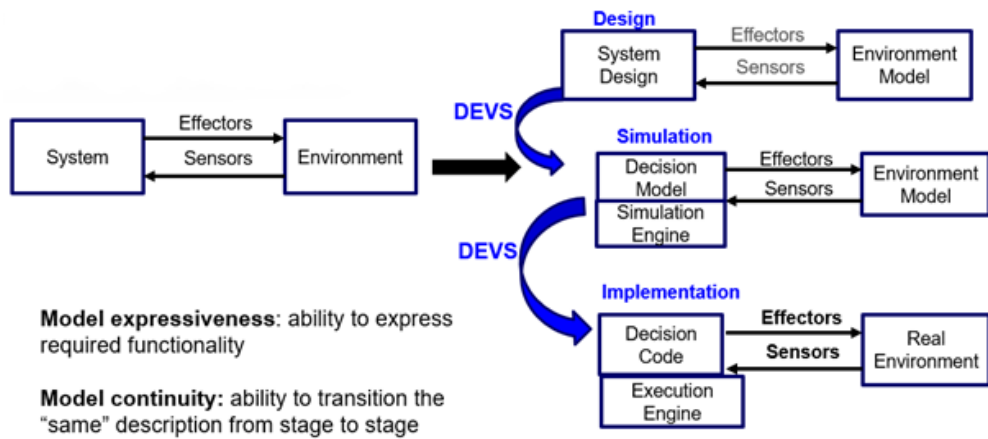 System
Effectors
Sensors
Environment
Design
System
Design
Effectors
Sensors
Environment
Model
DEVS
Simulation
Decision
Model
Simulation
Engine
Effectors
Sensors
Environment
Model
DEVS
Implementation
Decision
Code
Execution
Engine
Effectors
Sensors
Real
Environment
Model expressiveness: ability to express
required functionality
Model continuity: ability to transition the
“same” description from stage to stage